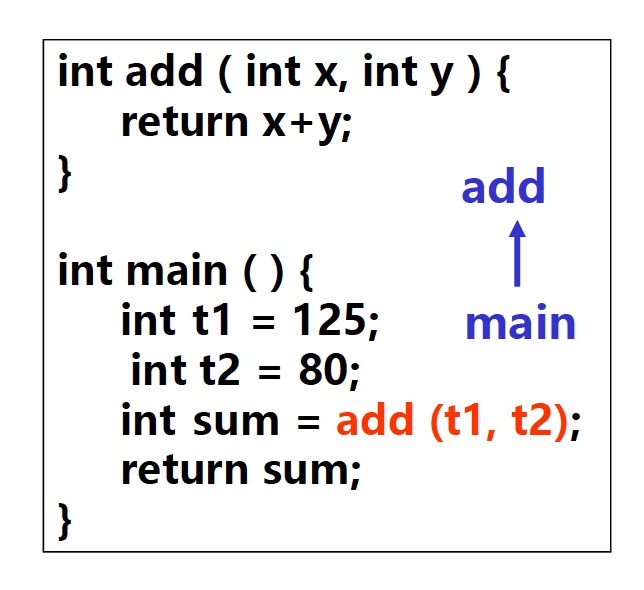 int add ( int x, int y ) {
return x+y;
}
add
int main ( ) {
int t1 = 125;
main
int t2 = 80;
int sum = add (t1, t2);
return sum;
}